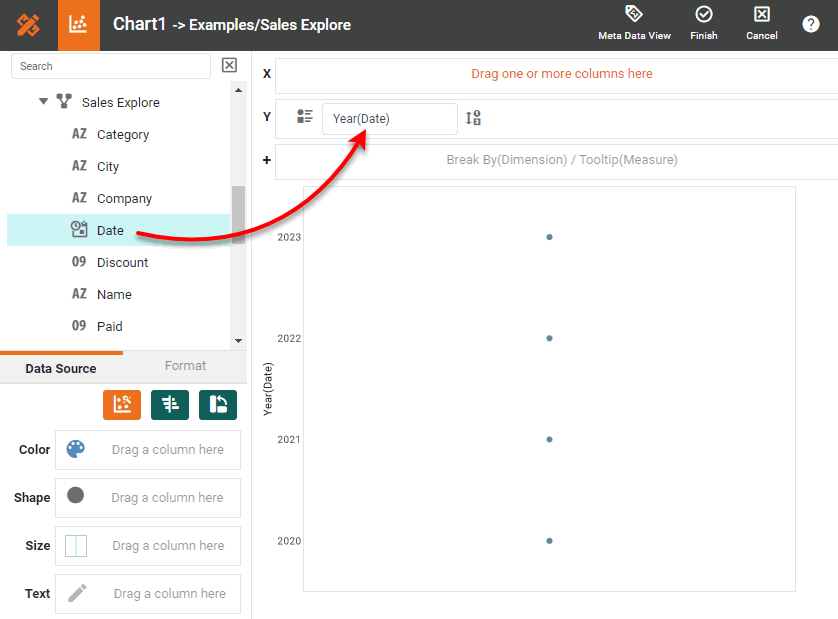 Chart1 -> Examples/Sales Explore
Meta Data View
Finish
Cancel
?
Search
Sales Explore
AZ Category
AZ City
AZ Company
Date
09 Discount
AZ Name
09 Paid
Data Source
Format
Color
Drag a column here
Shape
Drag a column here
Size
Drag a column here
Text
Drag a column here
X
Drag one or more columns here
Y
Year(Date)
+
Break By(Dimension) / Tooltip(Measure)
Year(Date)
2023
2022
2021
2020